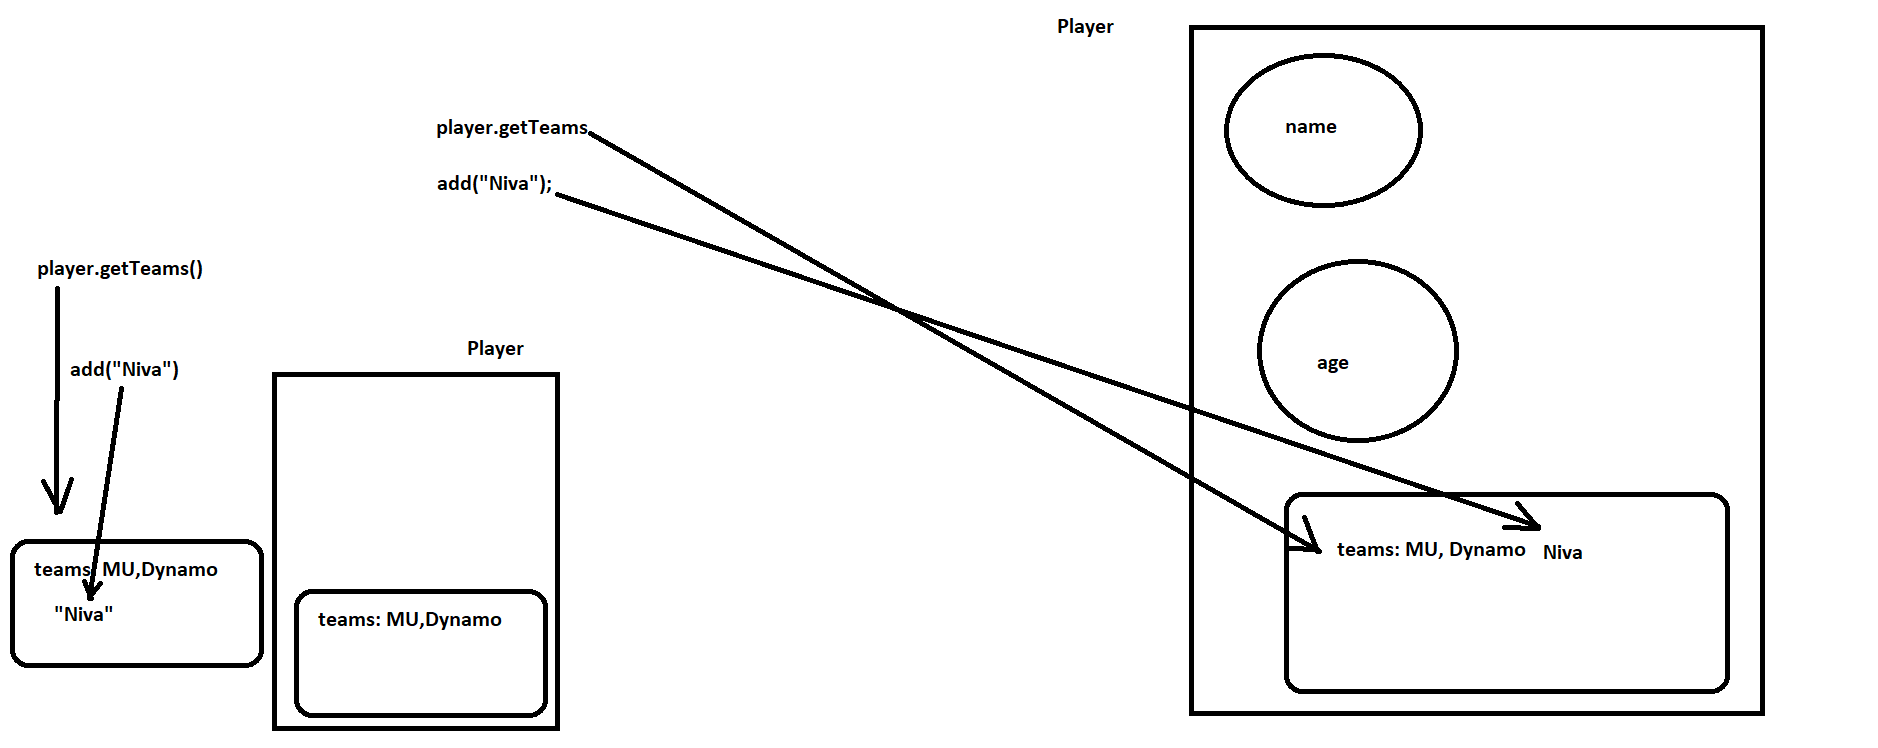 Player
name
player.getTeams
add("Niva");
player.getTeams()
Player
age
add("Niva")
teams: MU, Dynamo Niva
teams: MU,Dynamo
"Niva"
teams: MU,Dynamo